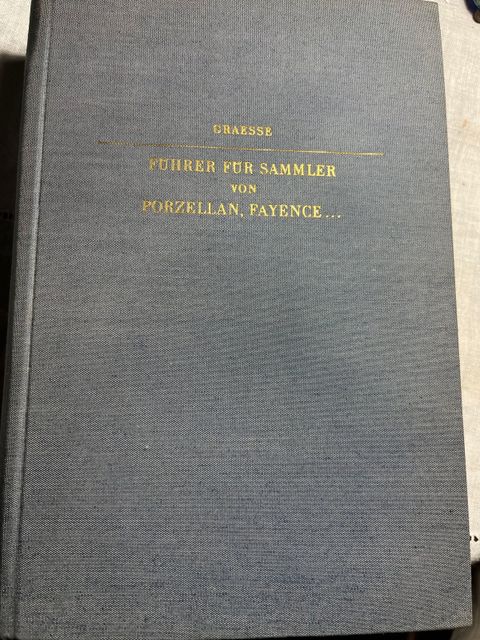 GRAESSE
FÜHRER FÜR SAMMLER
VON
PORZELLAN, FAYENCE...